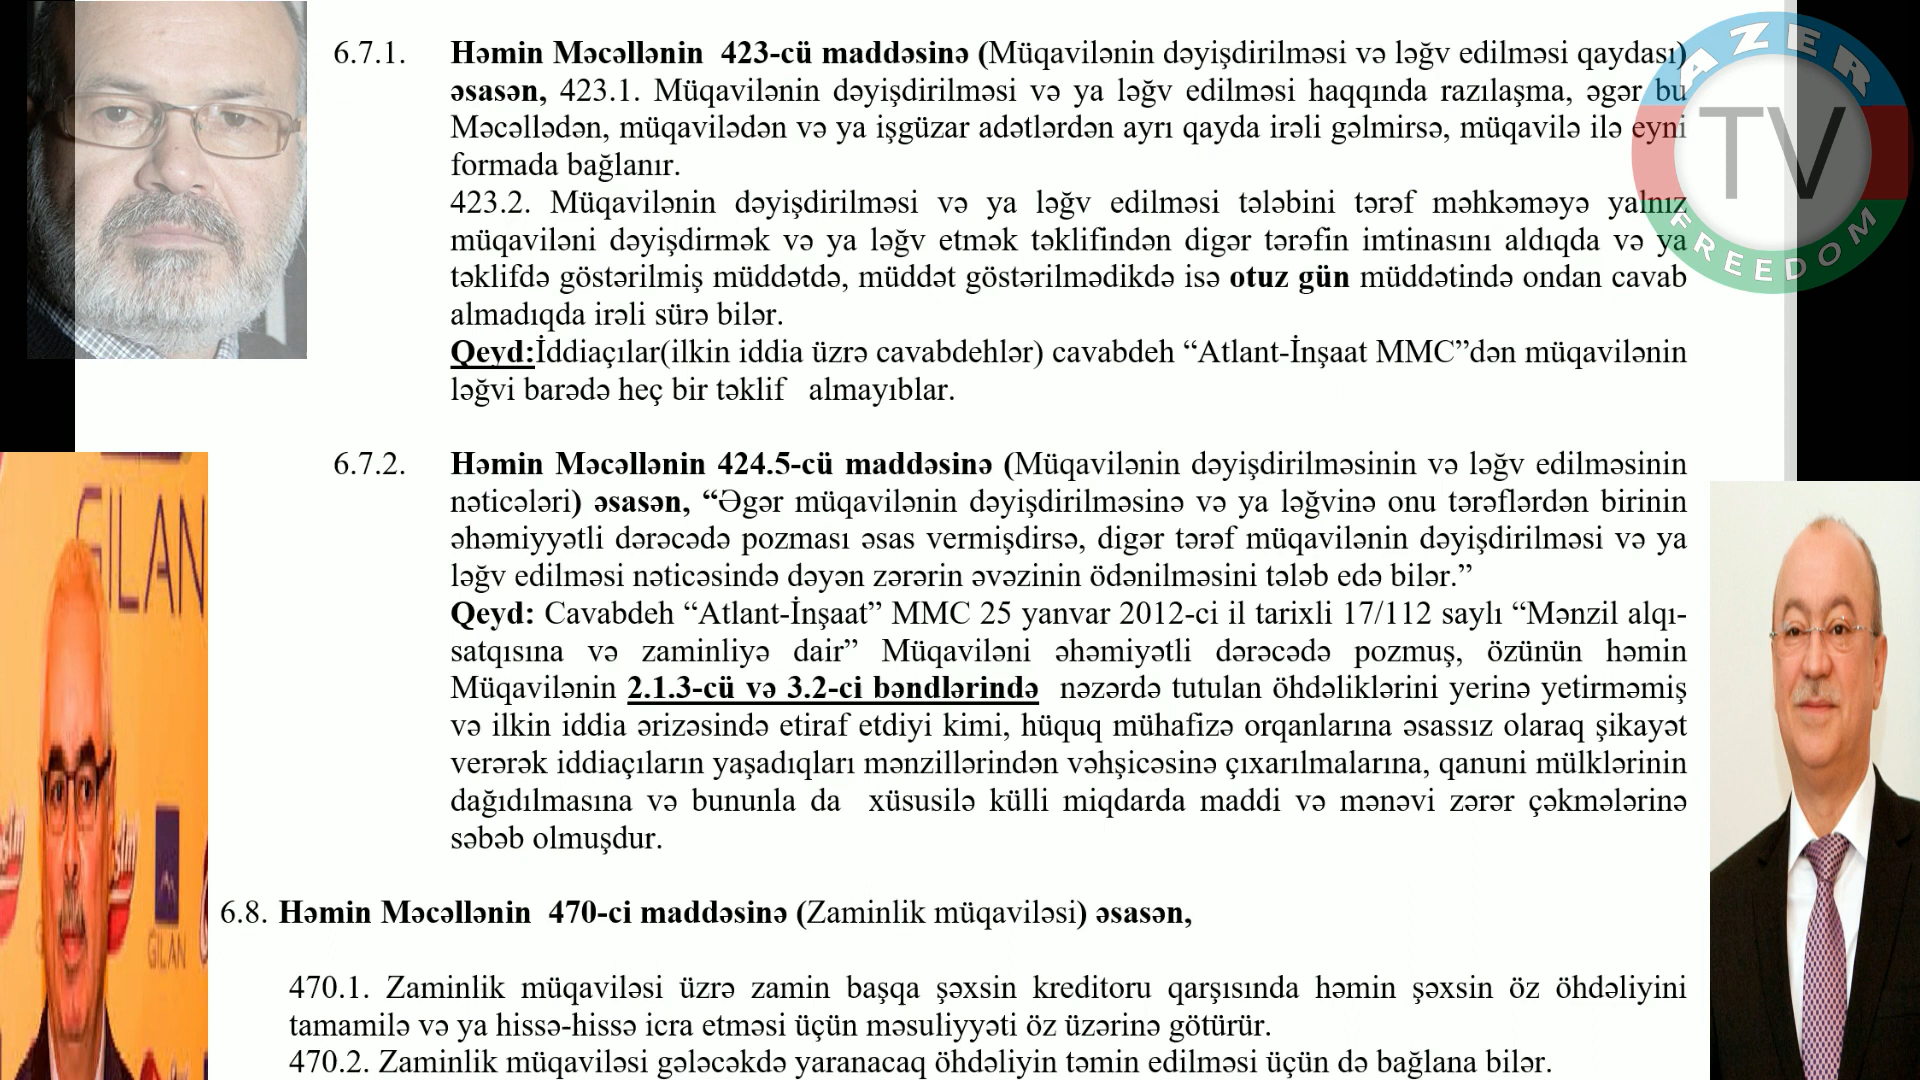 6.7.1. Həmin Məcəllənin 423-cü maddəsinə (Müqavilənin dəyişdirilməsi və ləğv edilməsi qaydası)
əsasən, 423.1. Müqavilənin dəyişdirilməsi və ya ləğv edilməsi haqqında razılaşma, əgər bu
Məcəllədən, müqavilədən və ya işgüzar adətlərdən ayrı qayda irəli gəlmirsə, müqavilə ilə eyni
formada bağlanır.
423.2. Müqavilənin dəyişdirilməsi və ya ləğv edilməsi tələbini tərəf məhkəməyə yalnız
müqaviləni dəyişdirmək və ya ləğv etmək təklifindən digər tərəfin imtinasını aldıqda və ya
təklifdə göstərilmiş müddətdə, müddət göstərilmədikdə isə otuz gün müddətində ondan cavab
almadıqda irəli sürə bilər.
Qeyd:İddiaçılar(ilkin iddia üzrə cavabdehlər) cavabdeh “Atlant-İnşaat MMC”dən müqavilənin
ləğvi barədə heç bir təklif almayıblar.
6.7.2. Həmin Məcəllənin 424.5-cü maddəsinə (Müqavilənin dəyişdirilməsinin və ləğv edilməsinin
nəticələri) əsasən, “Əgər müqavilənin dəyişdirilməsinə və ya ləğvinə onu tərəflərdən birinin
əhəmiyyətli dərəcədə pozması əsas vermişdirsə, digər tərəf müqavilənin dəyişdirilməsi və ya
ləğv edilməsi nəticəsində dəyən zərərin əvəzinin ödənilməsini tələb edə bilər.”
Qeyd: Cavabdeh “Atlant-İnşaat” MMC 25 yanvar 2012-ci il tarixli 17/112 saylı “Mənzil alqı-
satqısına və zaminliyə dair” Müqaviləni əhəmiyətli dərəcədə pozmuş, özünün həmin
Müqavilənin 2.1.3-cü və 3.2-ci bəndlərində nəzərdə tutulan öhdəliklərini yerinə yetirməmiş
və ilkin iddia ərizəsində etiraf etdiyi kimi, hüquq mühafizə orqanlarına əsassız olaraq şikayət
verərək iddiaçıların yaşadıqları mənzillərindən vəhşicəsinə çıxarılmalarına, qanuni mülklərinin
dağıdılmasına və bununla da xüsusilə külli miqdarda maddi və mənəvi zərər çəkmələrinə
səbəb olmuşdur.
6.8. Həmin Məcəllənin 470-ci maddəsinə (Zaminlik müqaviləsi) əsasən,
470.1. Zaminlik müqaviləsi üzrə zamin başqa şəxsin kreditoru qarşısında həmin şəxsin öz öhdəliyini
tamamilə və ya hissə-hissə icra etməsi üçün məsuliyyəti öz üzərinə götürür.
470.2. Zaminlik müqaviləsi gələcəkdə yaranacaq öhdəliyin təmin edilməsi üçün də bağlana bilər.
AZER
TV
FREEDOM
GILAN
GILAN